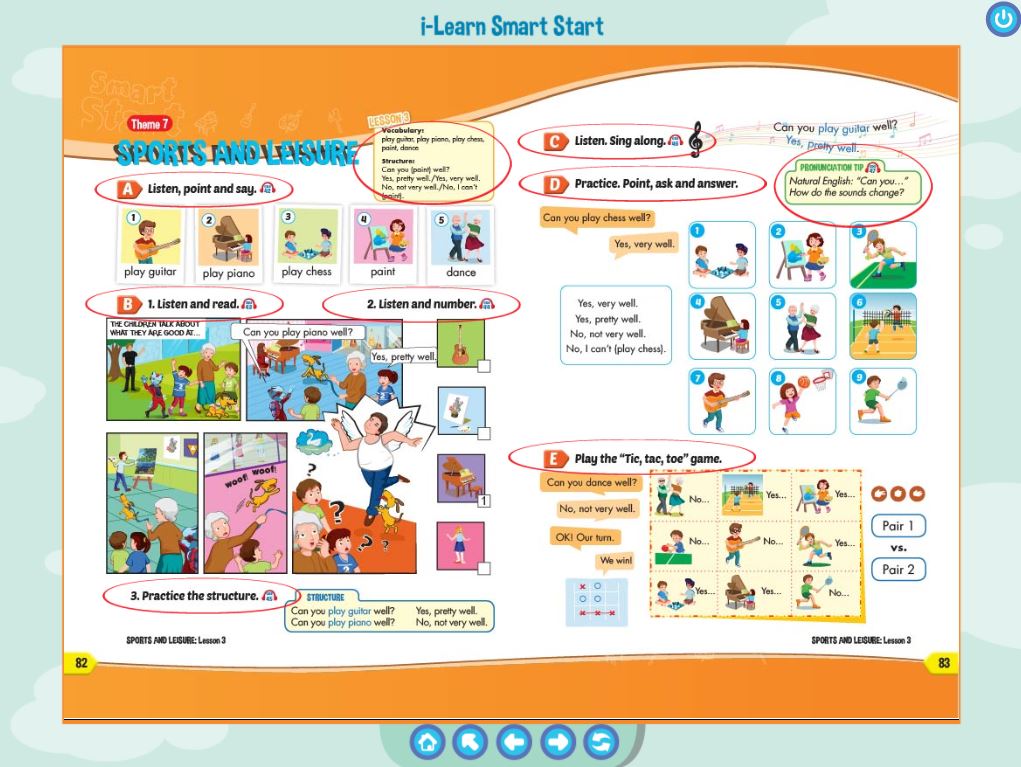 i-Learn Smart Start
Smart
Start
Theme 7
SPORTS AND LEISURE
LESSON 3
Vocabulary:
play guitar, play piano, play chess,
paint, dance
Structure:
Can you (paint) well?
Yes, pretty well./Yes, very well.
No, not very well./No, I can't
(paint).
A Listen, point and say.
1
2
3
4
5
play guitar
play piano
play chess
paint
dance
B 1. Listen and read.
2. Listen and number.
THE CHILDREN TALK ABOUT
WHAT THEY ARE GOOD AT...
Can you play piano well?
Yes, pretty well.
woof! woof!
?
?
? ?
1
3. Practice the structure.
STRUCTURE
Can you play guitar well? Yes, pretty well.
Can you play piano well? No, not very well.
SPORTS AND LEISURE: Lesson 3
82
C Listen. Sing along.
Can you play guitar well?
Yes, pretty well.
D Practice. Point, ask and answer.
PRONUNCIATION TIP
Natural English: "Can you..."
How do the sounds change?
Can you play chess well?
Yes, very well.
Yes, very well.
Yes, pretty well.
No, not very well.
No, I can't (play chess).
1
2
3
4
5
6
7
8
9
E Play the "Tic, tac, toe" game.
Can you dance well?
No, not very well.
OK! Our turn.
We win!
No...
Yes...
Yes...
No...
No...
Yes...
Yes...
Yes...
No...
Pair 1
vs.
Pair 2
SPORTS AND LEISURE: Lesson 3
83